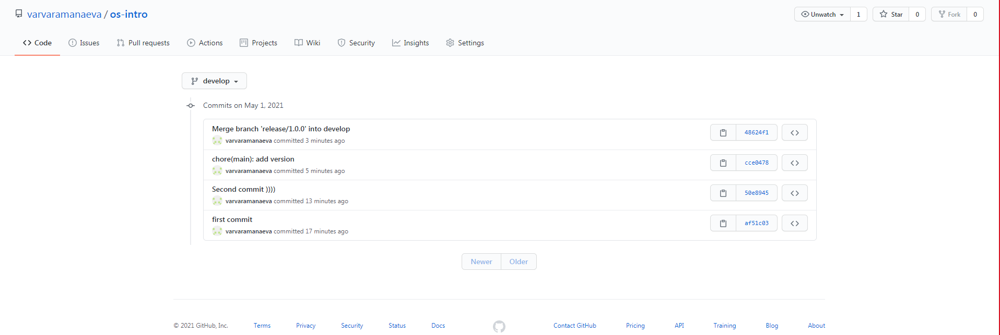 varvaramanaeva / os-intro
Unwatch 1 Star 0 Fork 0
Code Issues Pull requests Actions Projects Wiki Security Insights Settings
develop
Commits on May 1, 2021
Merge branch 'release/1.0.0' into develop
varvaramanaeva committed 3 minutes ago
48624f1
chore(main): add version
varvaramanaeva committed 5 minutes ago
cce0478
Second commit ))))
varvaramanaeva committed 13 minutes ago
50e8945
first commit
varvaramanaeva committed 17 minutes ago
af51c03
Newer Older
© 2021 GitHub, Inc. Terms Privacy Security Status Docs Contact GitHub Pricing API Training Blog About